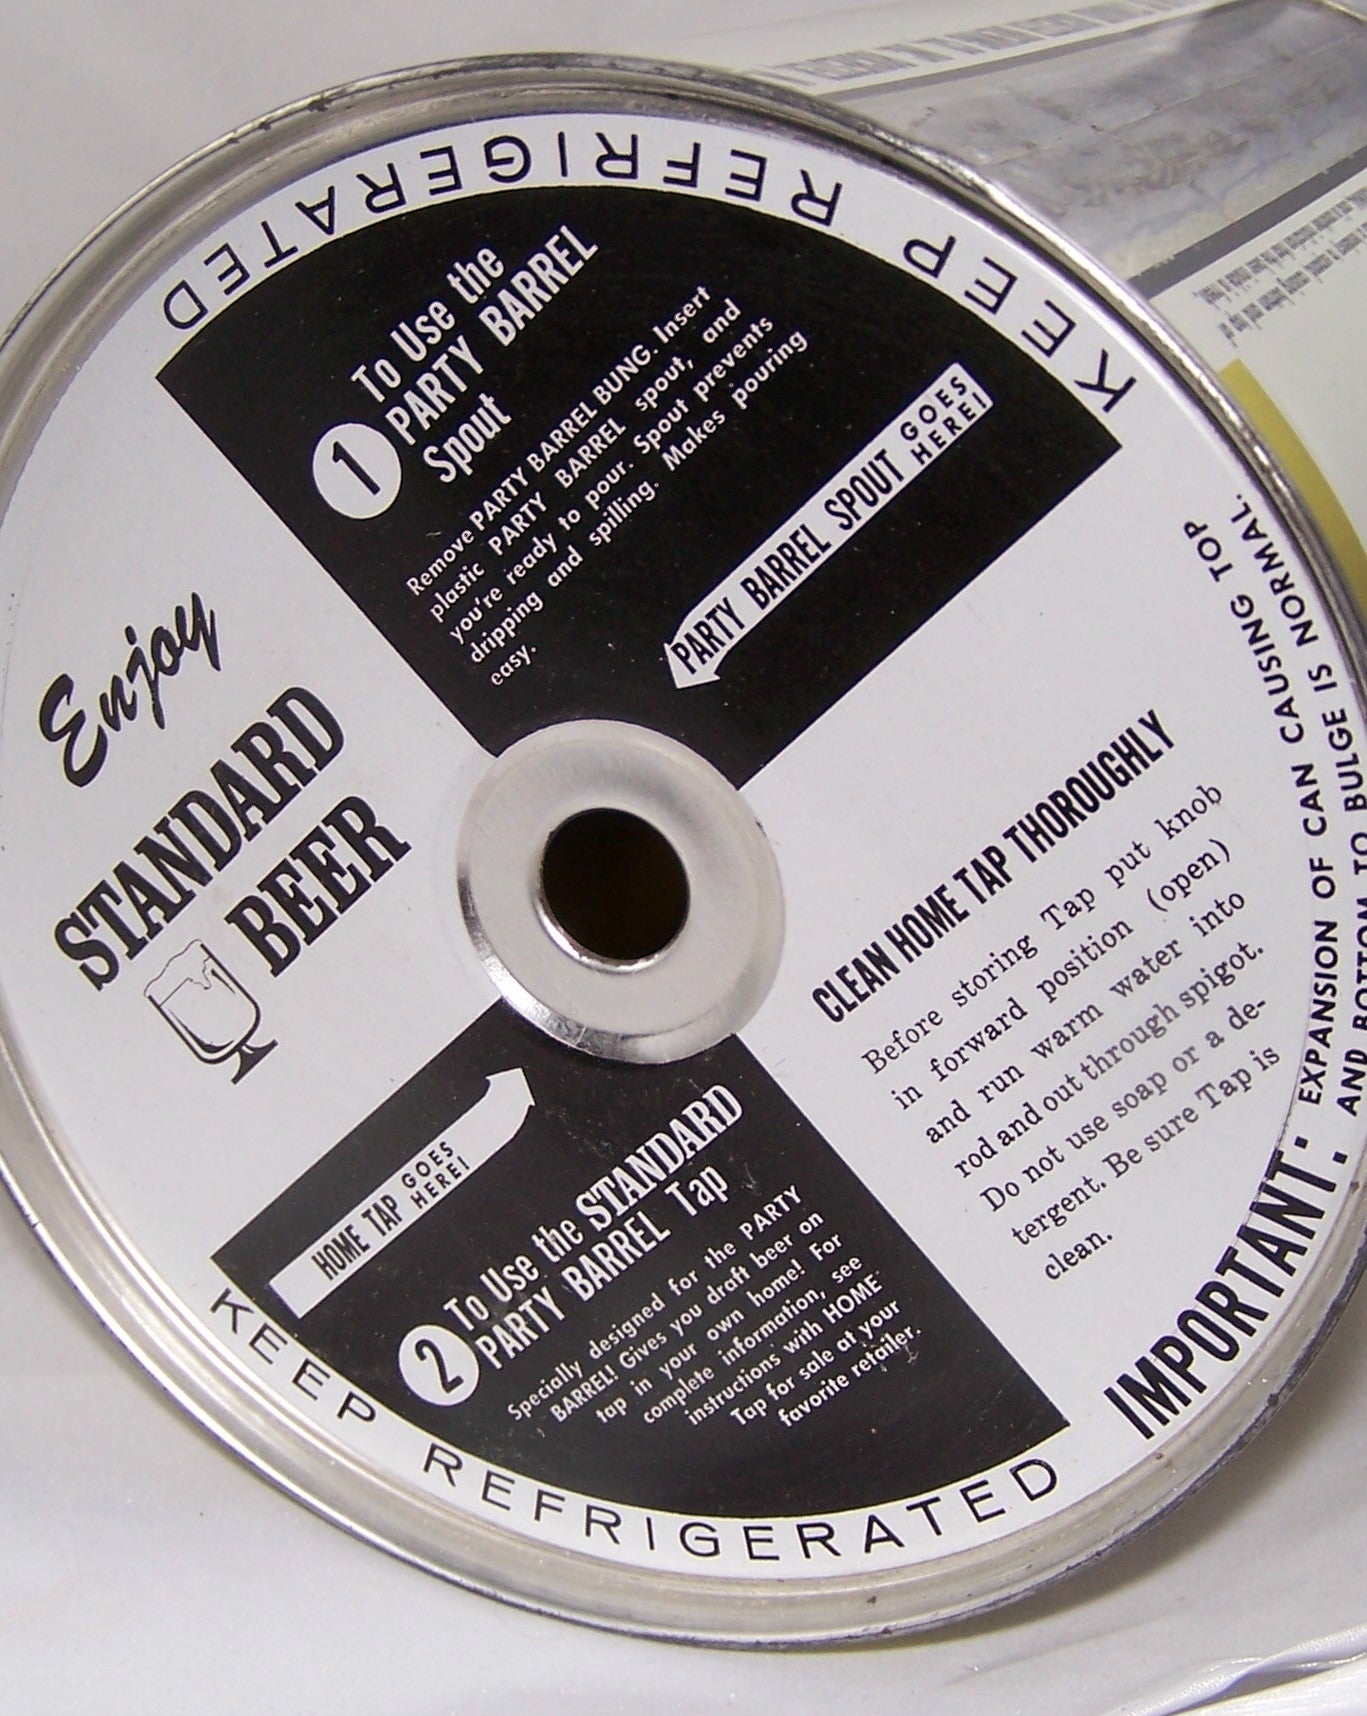 KEEP REFRIGERATED
1
To Use the
PARTY BARREL
Spout
Remove PARTY BARREL BUNG. Insert
plastic PARTY BARREL spout, and
you're ready to pour. Spout prevents
dripping and spilling. Makes pouring
easy.
PARTY BARREL SPOUT GOES
HERE!
Enjoy
STANDARD
BEER
CLEAN HOME TAP THOROUGHLY
Before storing Tap put knob
in forward position (open)
and run warm water into
rod and out through spigot.
Do not use soap or a de-
tergent. Be sure Tap is
clean.
HOME TAP GOES
HERE!
2
To Use the STANDARD
PARTY BARREL Tap
Specially designed for the PARTY
BARREL! Gives you draft beer on
tap in your own home! For
complete information, see
instructions with HOME
Tap for sale at your
favorite retailer.
KEEP REFRIGERATED
IMPORTANT: EXPANSION OF CAN CAUSING TOP
AND BOTTOM TO BULGE IS NORMAL.